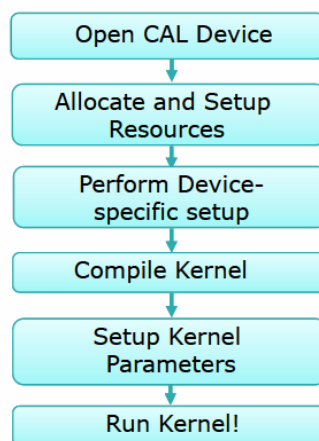 Open CAL Device
Allocate and Setup
Resources
Perform Device-
specific setup
Compile Kernel
Setup Kernel
Parameters
Run Kernel!